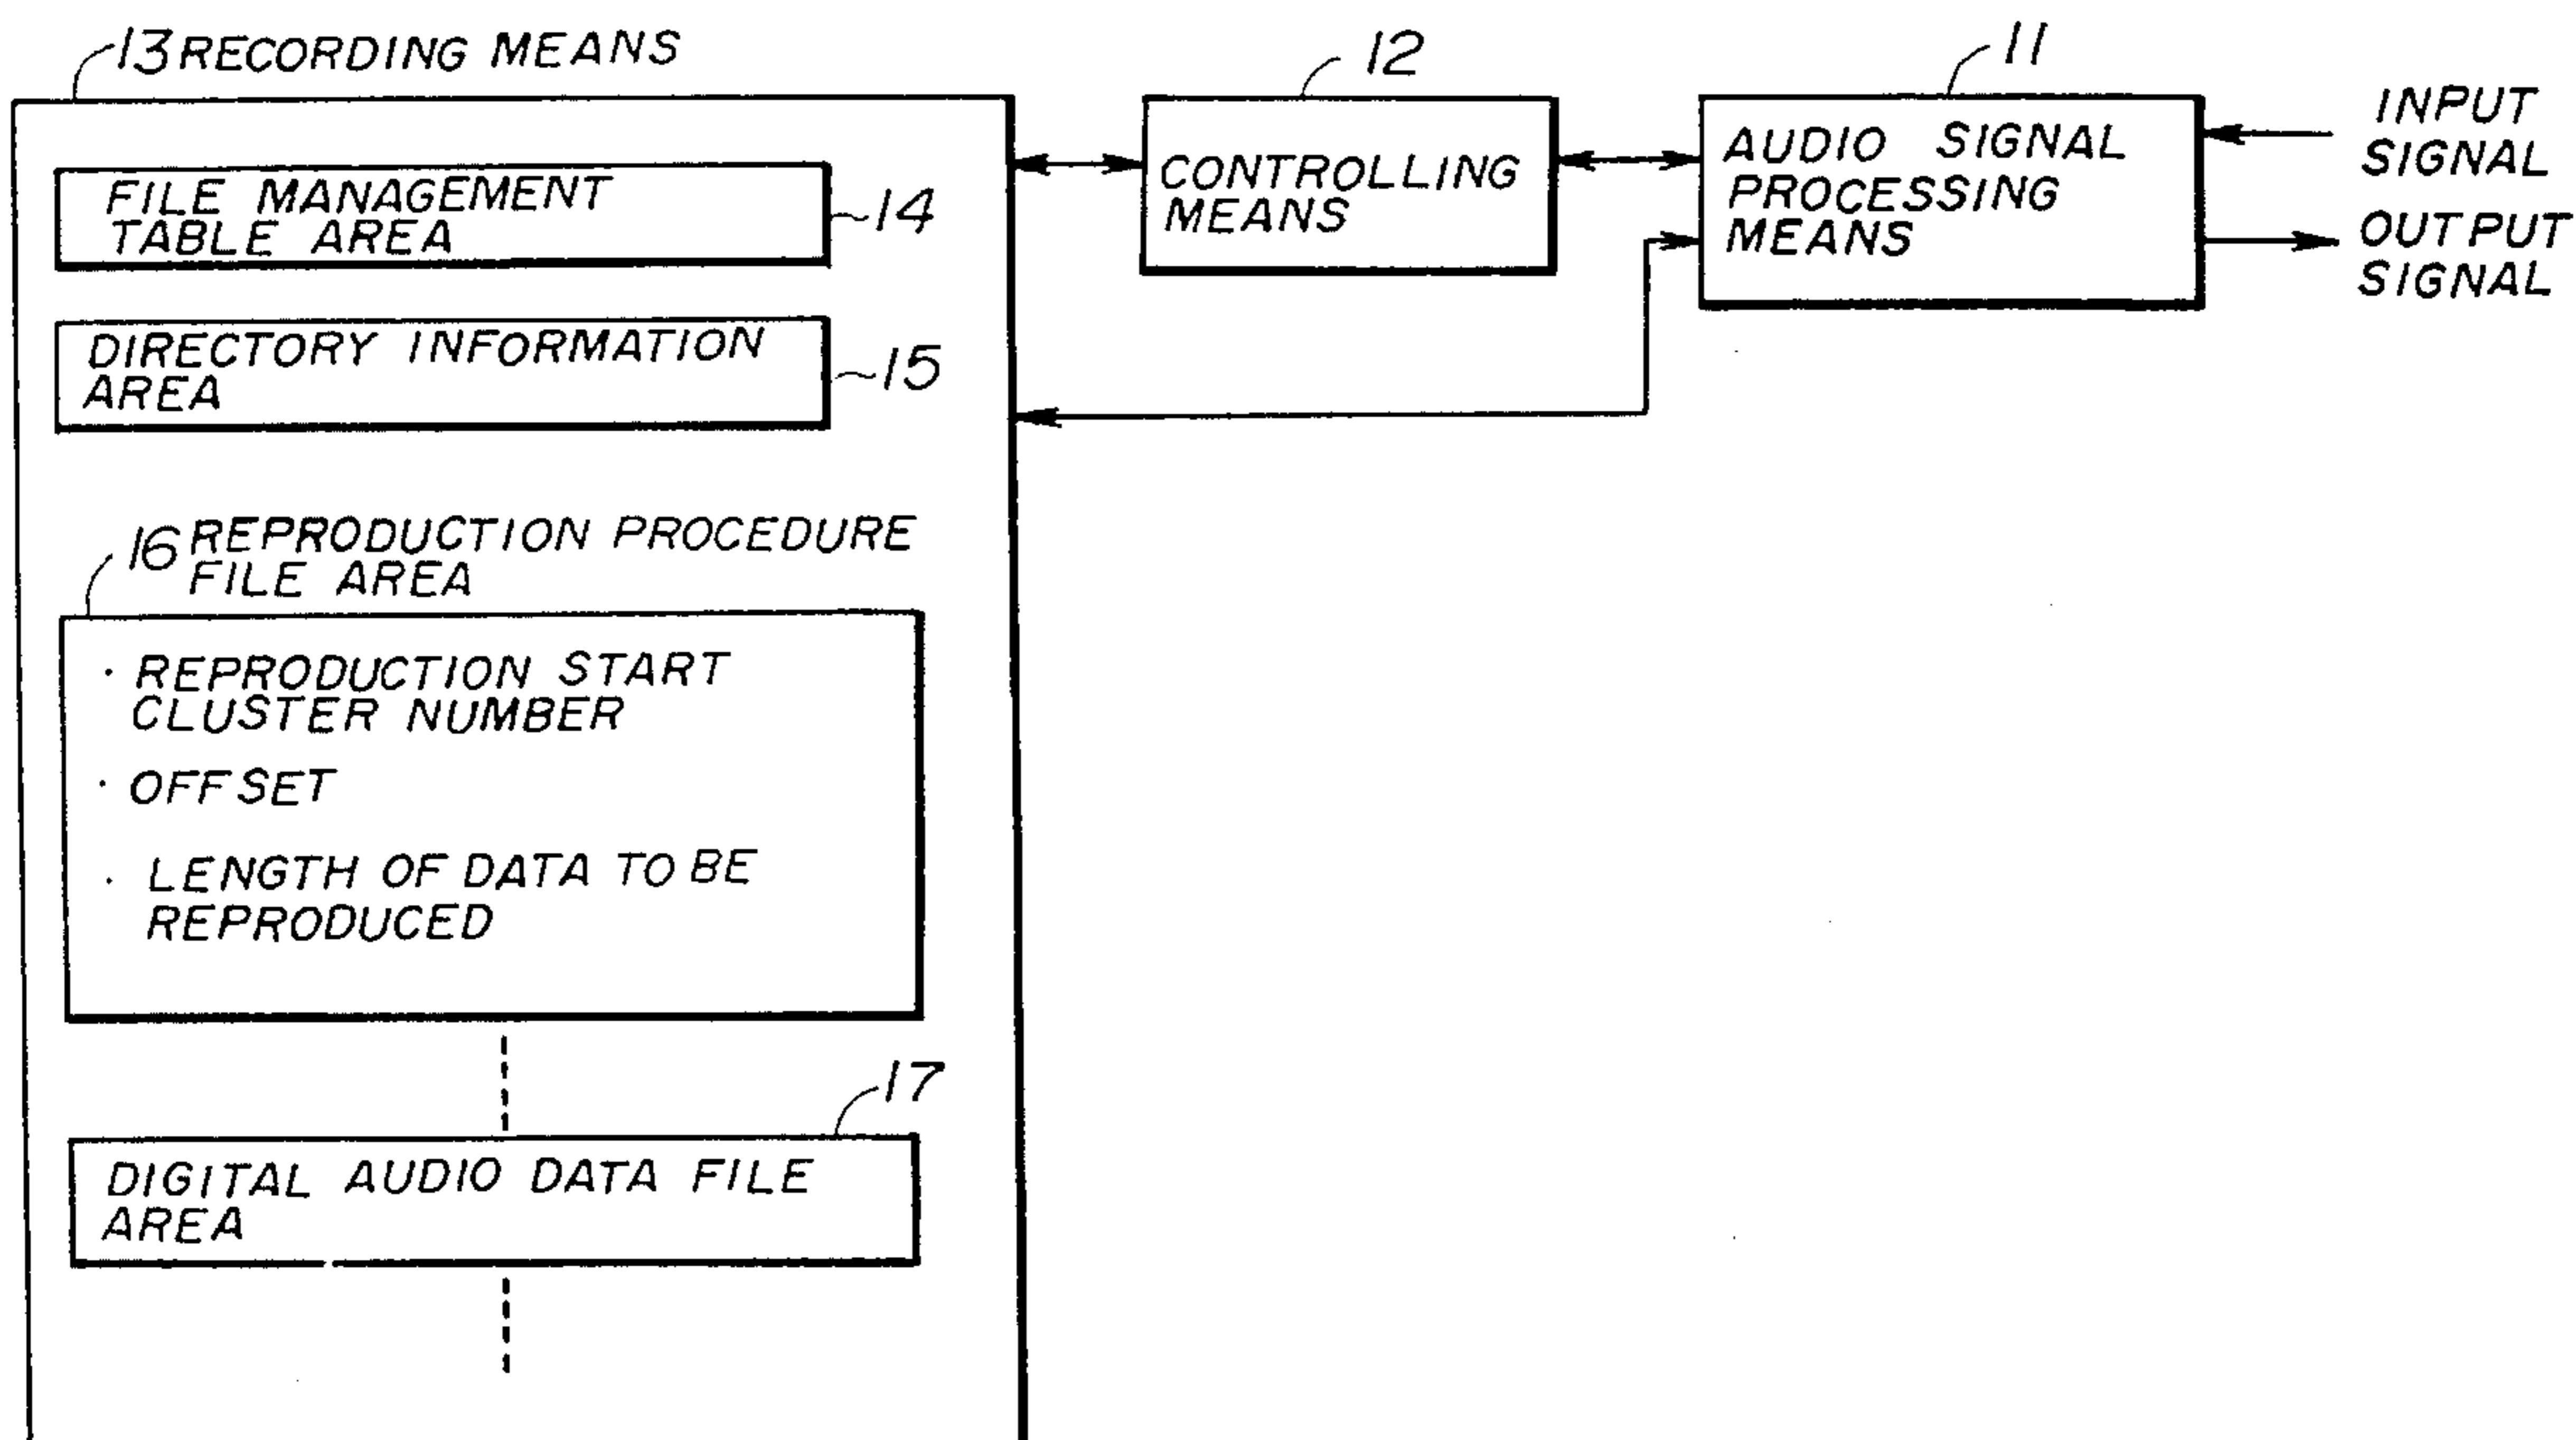 13 RECORDING MEANS
FILE MANAGEMENT
TABLE AREA
14
DIRECTORY INFORMATION
AREA
15
16 REPRODUCTION PROCEDURE
FILE AREA
· REPRODUCTION START
CLUSTER NUMBER
· OFFSET
· LENGTH OF DATA TO BE
REPRODUCED
17
DIGITAL AUDIO DATA FILE
AREA
12
CONTROLLING
MEANS
11
AUDIO SIGNAL
PROCESSING
MEANS
INPUT
SIGNAL
OUTPUT
SIGNAL